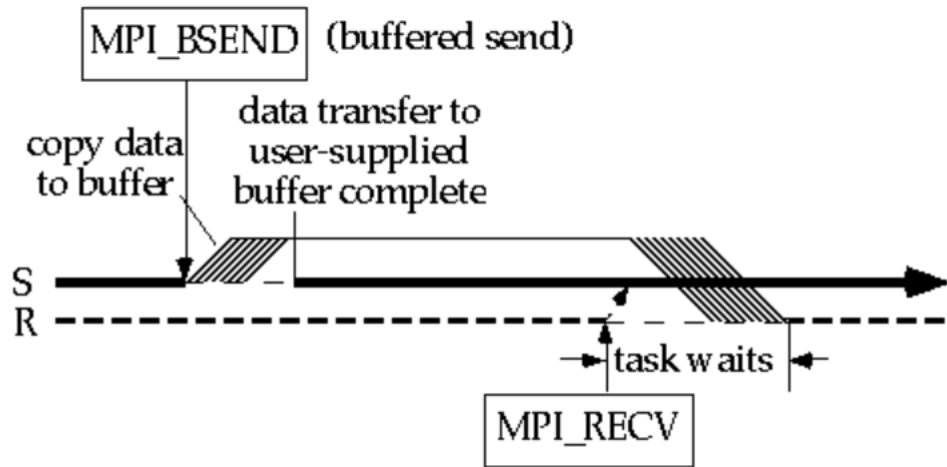 MPI_BSEND (buffered send)
data transfer to
user-supplied
buffer complete
copy data
to buffer
S
R
task waits
MPI_RECV